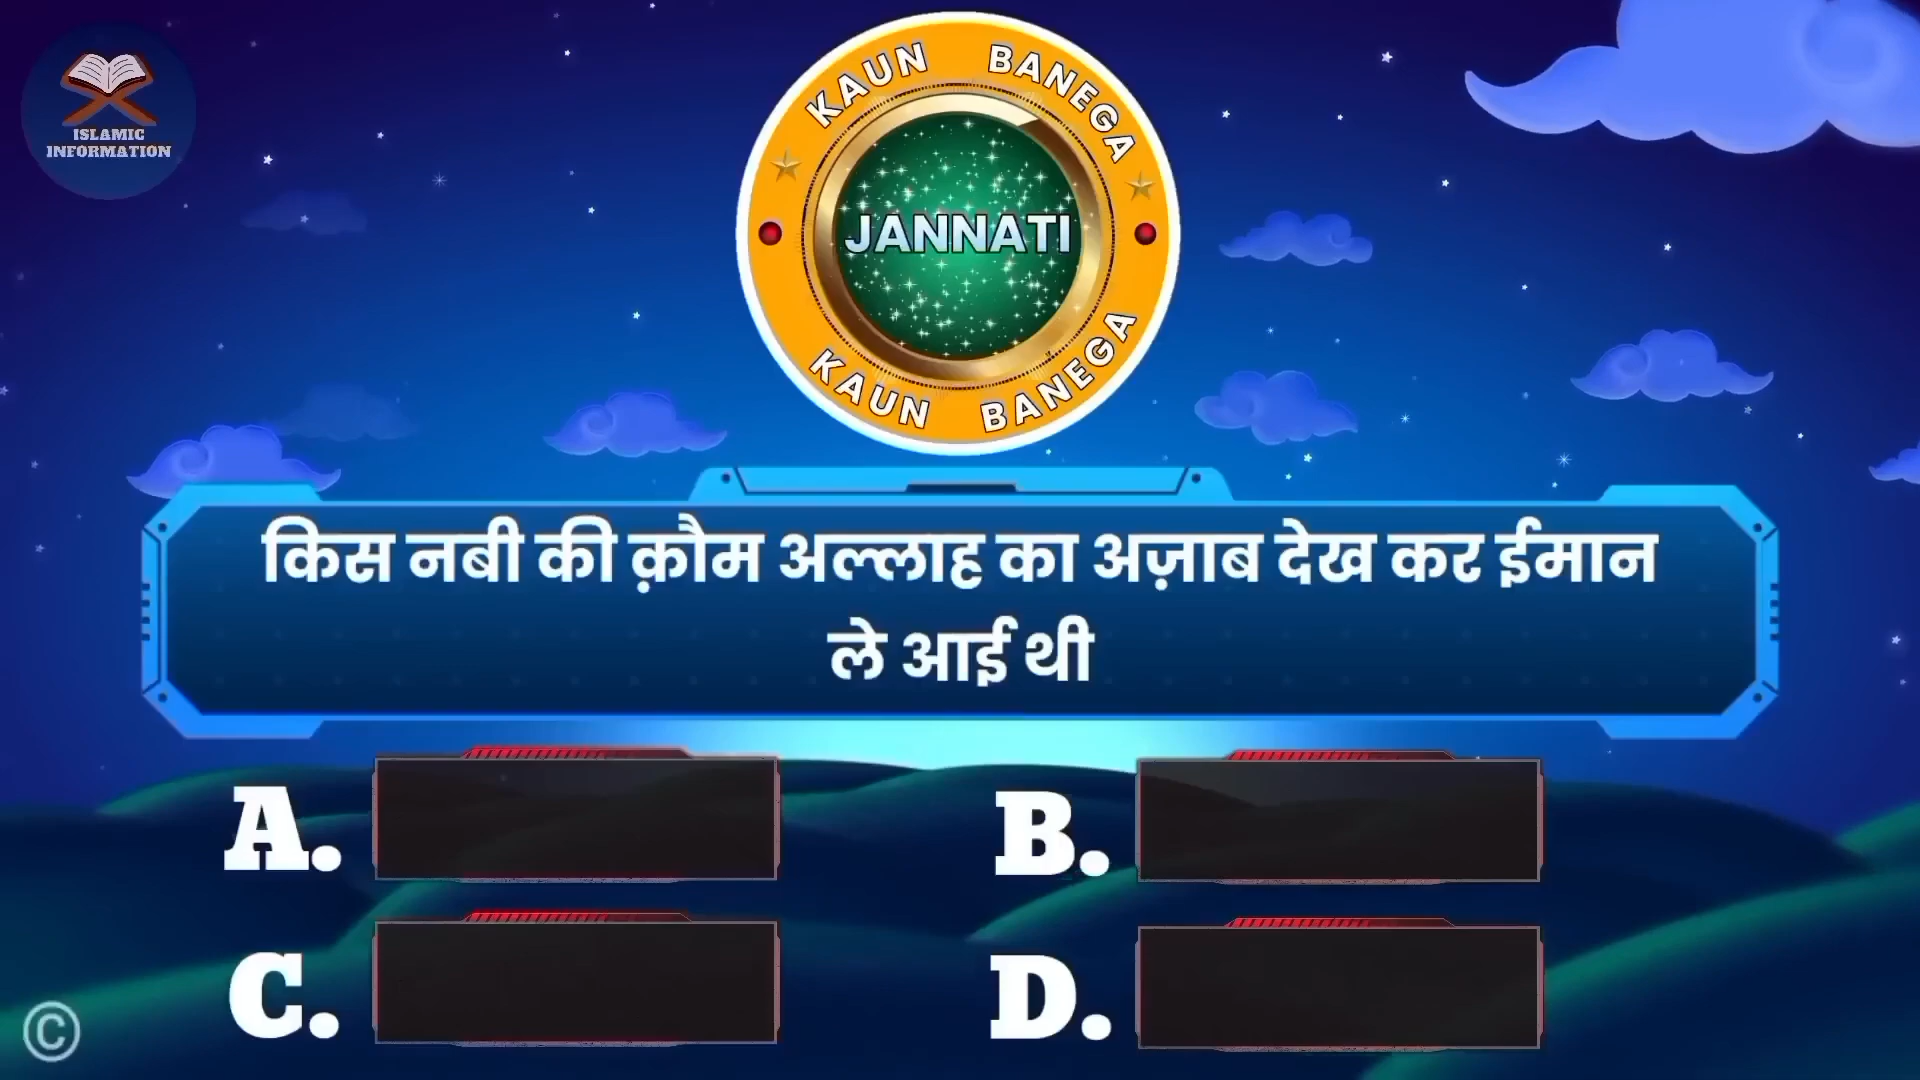 ISLAMIC
INFORMATION
KAUN BANEGA
JANNATI
KAUN BANEGA
किस नबी की क़ौम अल्लाह का अज़ाब देख कर ईमान
ले आई थी
A.
B.
C.
D.
©